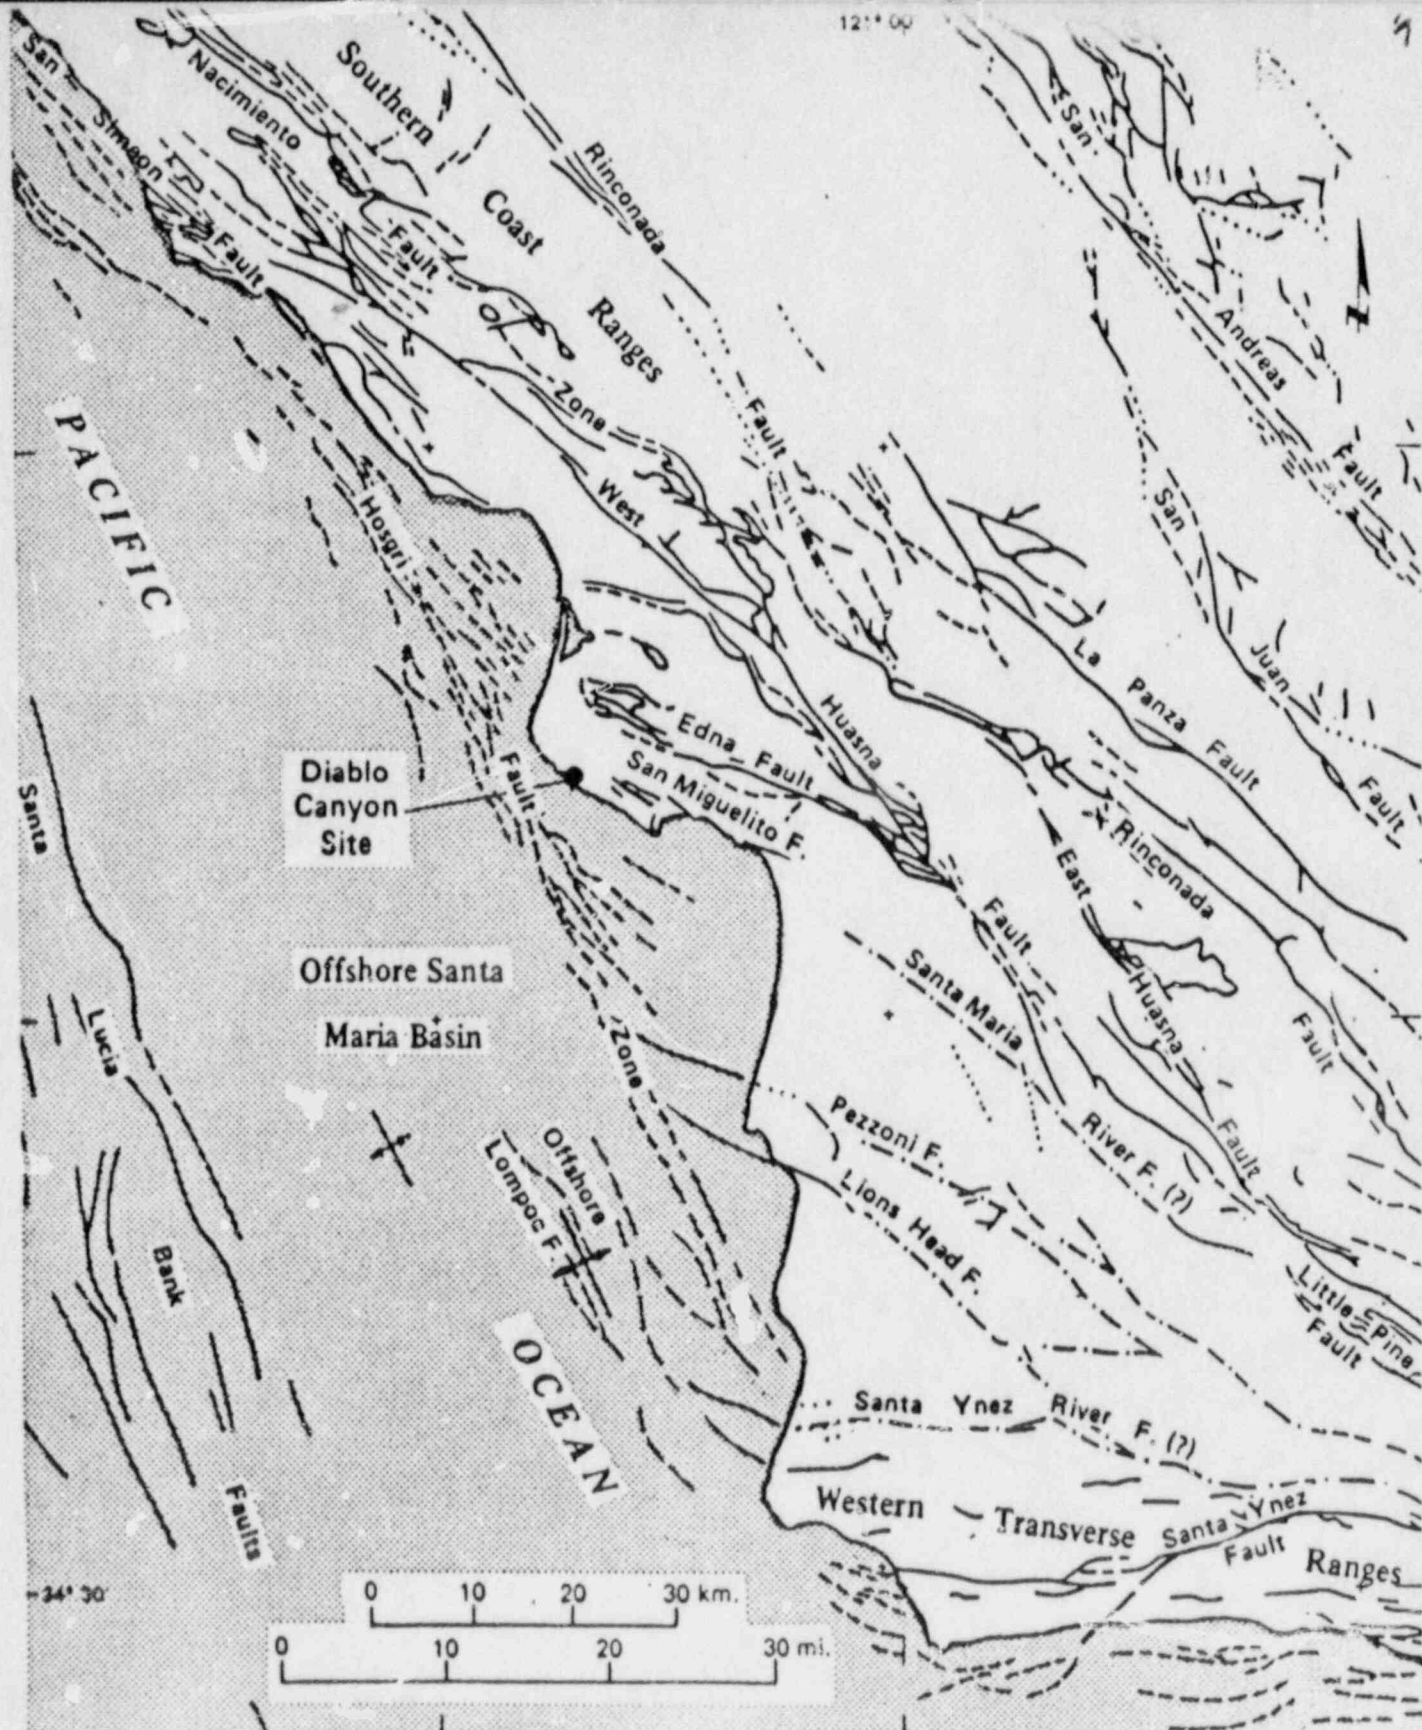 121° 00
San
Simeon
Fault
Nacimiento
Fault
Zone
Southern
Coast
Ranges
Rinconada
Fault
San
Andreas
Fault
PACIFIC
Hosgri
Fault
Zone
West
Huasna
Fault
San
Juan
Fault
La
Panza
Fault
Edna Fault
San Miguelito F.
?
Diablo
Canyon
Site
Rinconada
Fault
East
Huasna
Fault
Santa
Lucia
Bank
Faults
Offshore Santa
Maria Basin
Santa Maria
River F. (?)
Pezzoni F.
Lions Head F.
Offshore
Lompoc F.
Little Pine
Fault
OCEAN
Santa Ynez River F. (?)
Western Transverse Ranges
Santa Ynez
Fault
34° 30'
0 10 20 30 km.
0 10 20 30 mi.